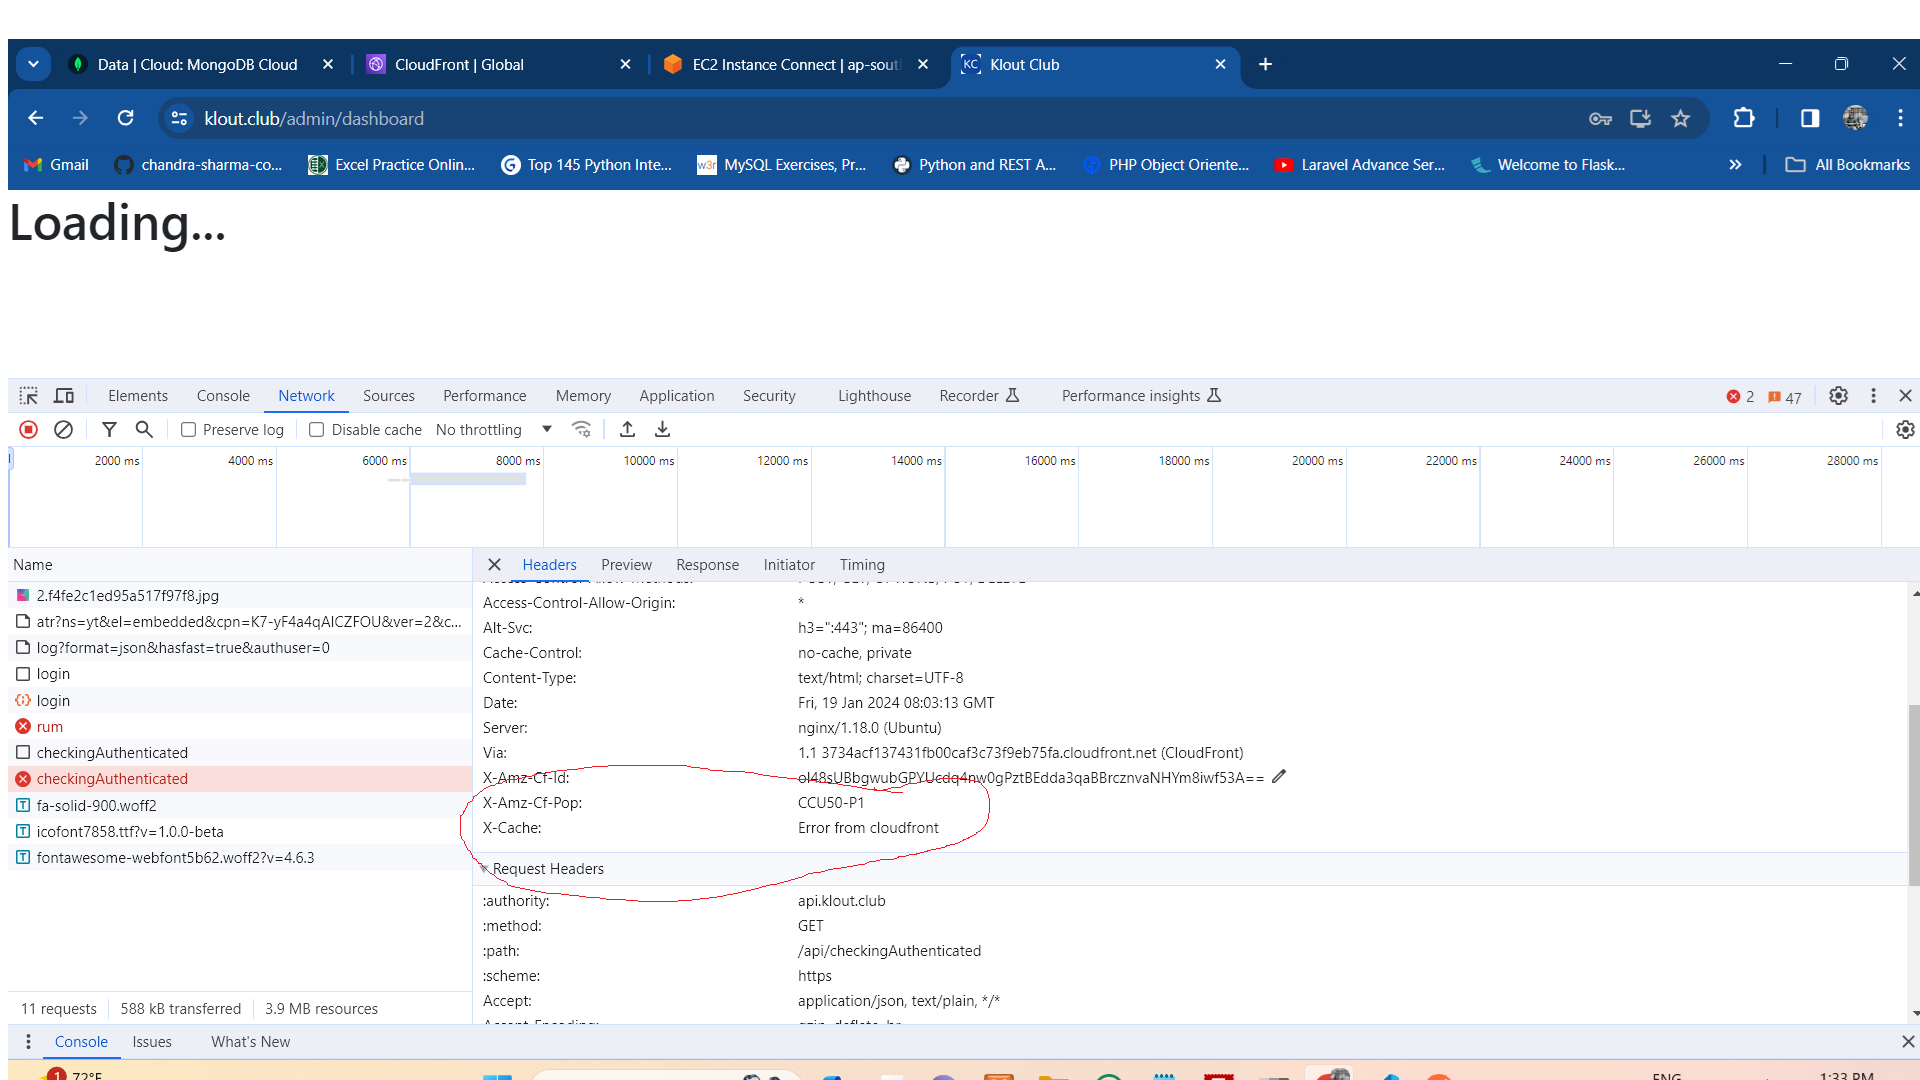 Data | Cloud: MongoDB Cloud
CloudFront | Global
EC2 Instance Connect | ap-sout
KC Klout Club
klout.club/admin/dashboard
Gmail
chandra-sharma-co...
Excel Practice Onlin...
Top 145 Python Inte...
w3r MySQL Exercises, Pr...
Python and REST A...
PHP Object Oriente...
Laravel Advance Ser...
Welcome to Flask...
All Bookmarks
Loading...
Elements Console Network Sources Performance Memory Application Security Lighthouse Recorder Performance insights 2 47
Preserve log Disable cache No throttling
2000 ms 4000 ms 6000 ms 8000 ms 10000 ms 12000 ms 14000 ms 16000 ms 18000 ms 20000 ms 22000 ms 24000 ms 26000 ms 28000 ms
Name
2.f4fe2c1ed95a517f97f8.jpg
atr?ns=yt&el=embedded&cpn=K7-yF4a4qAICZFOU&ver=2&c...
log?format=json&hasfast=true&authuser=0
login
login
rum
checkingAuthenticated
checkingAuthenticated
fa-solid-900.woff2
icofont7858.ttf?v=1.0.0-beta
fontawesome-webfont5b62.woff2?v=4.6.3
11 requests 588 kB transferred 3.9 MB resources
Headers Preview Response Initiator Timing
Access-Control-Allow-Origin: *
Alt-Svc: h3=":443"; ma=86400
Cache-Control: no-cache, private
Content-Type: text/html; charset=UTF-8
Date: Fri, 19 Jan 2024 08:03:13 GMT
Server: nginx/1.18.0 (Ubuntu)
Via: 1.1 3734acf137431fb00caf3c73f9eb75fa.cloudfront.net (CloudFront)
X-Amz-Cf-Id: oI48sUBbgwubGPYUcdq4nw0gPztBEdda3qaBBrcznvaNHYm8iwf53A==
X-Amz-Cf-Pop: CCU50-P1
X-Cache: Error from cloudfront
Request Headers
:authority: api.klout.club
:method: GET
:path: /api/checkingAuthenticated
:scheme: https
Accept: application/json, text/plain, */*
Console Issues What's New
1 72°F
ENG
1:33 PM